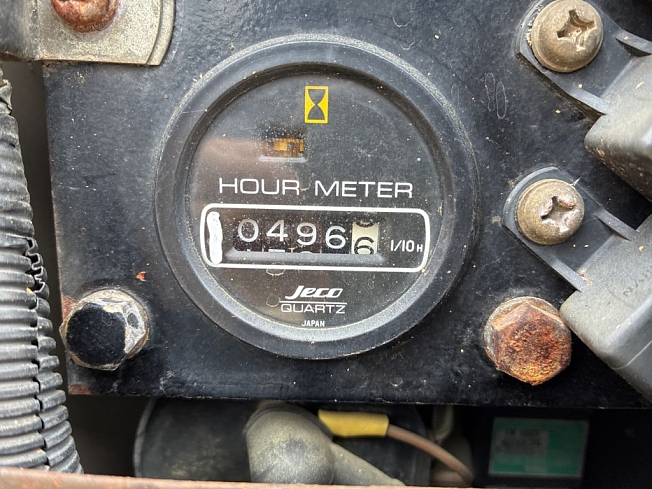 HOUR METER
04966 1/10H
Jeco
QUARTZ
JAPAN